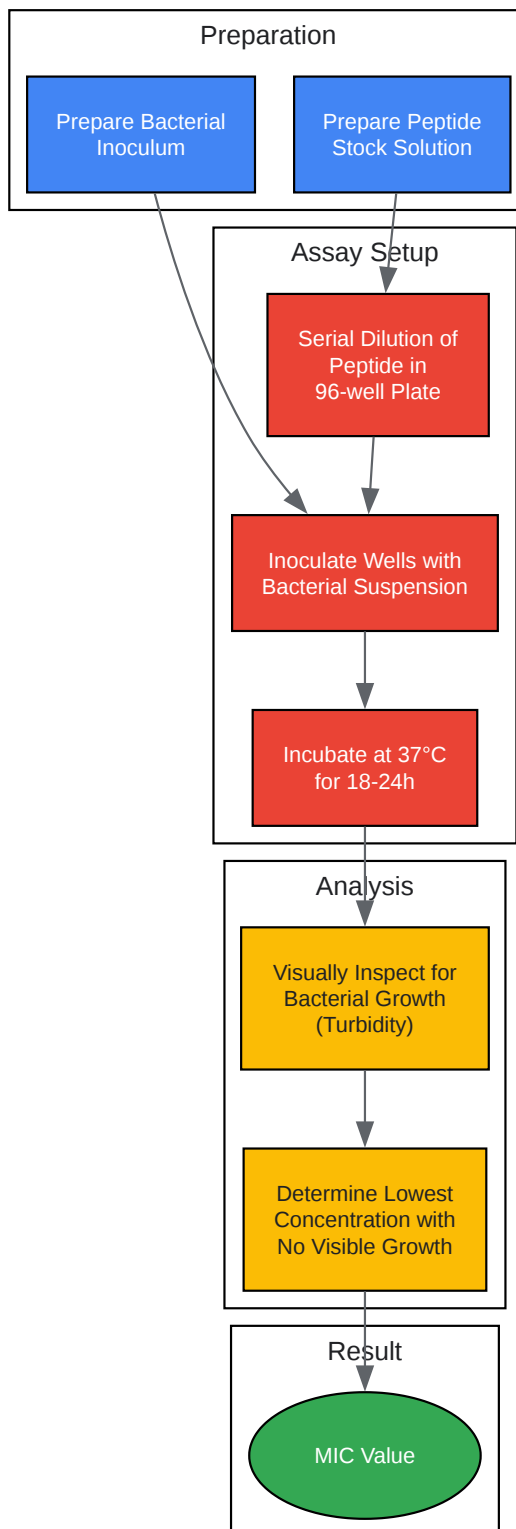 Preparation
Prepare Bacterial
Inoculum
Prepare Peptide
Stock Solution
Assay Setup
Serial Dilution of
Peptide in
96-well Plate
Inoculate Wells with
Bacterial Suspension
Incubate at 37°C
for 18-24h
Analysis
Visually Inspect for
Bacterial Growth
(Turbidity)
Determine Lowest
Concentration with
No Visible Growth
Result
MIC Value